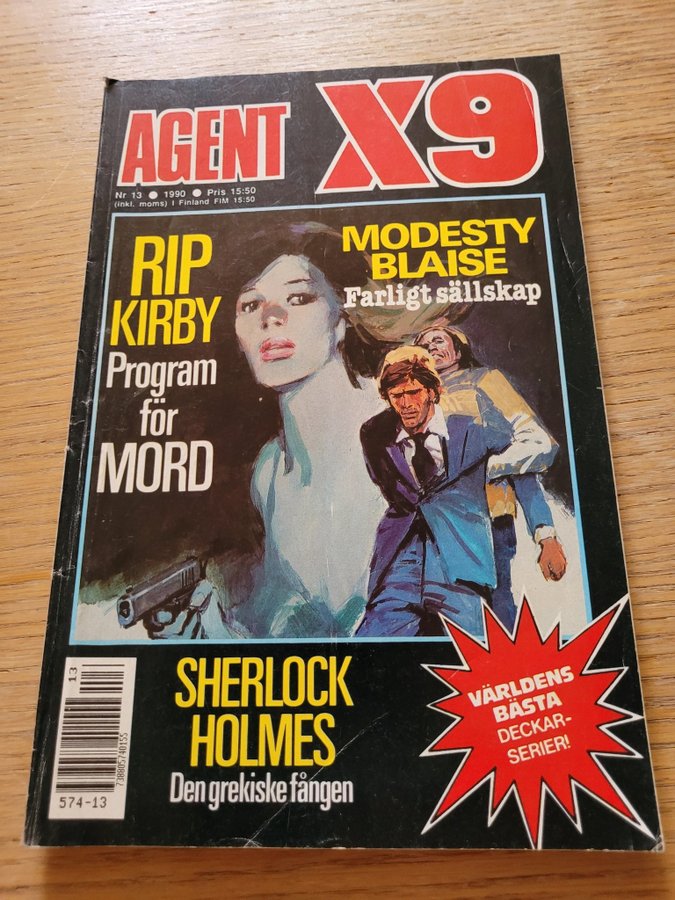 AGENT X9
Nr 13 ● 1990 ● Pris 15:50
(inkl. moms) I Finland FIM 15:50
RIP
KIRBY
Program
för
MORD
MODESTY
BLAISE
Farligt sällskap
SHERLOCK
HOLMES
Den grekiske fången
VÄRLDENS
BÄSTA
DECKAR-
SERIER!
13
738805740155
574-13